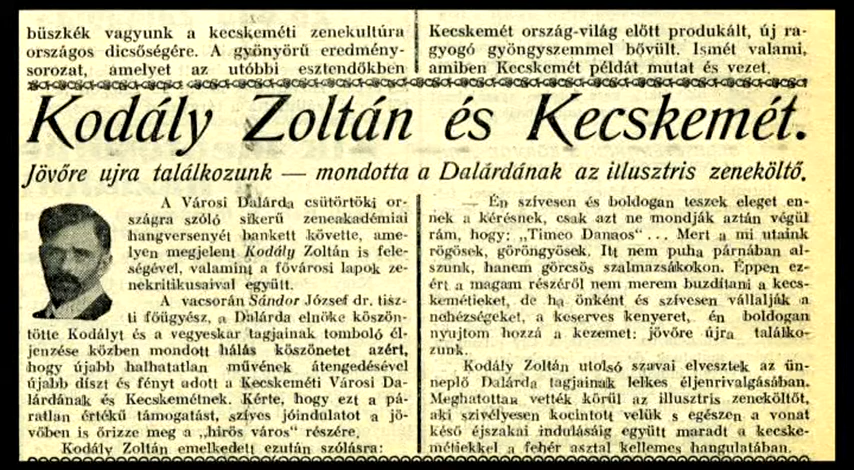 büszkék vagyunk a kecskeméti zenekultúra
országos dicsőségére. A gyönyörű eredmény-
sorozat, amelyet az utóbbi esztendőkben
Kecskemét ország-világ előtt produkált, új ra-
gyogó gyöngyszemmel bővült. Ismét valami,
amiben Kecskemét példát mutat és vezet.
Kodály Zoltán és Kecskemét.
Jövőre ujra találkozunk — mondotta a Dalárdának az illusztris zeneköltő.
A Városi Dalárda csütörtöki or-
szágra szóló sikerű zeneakadémiai
hangversenyét bankett követte, ame-
lyen megjelent Kodály Zoltán is fele-
ségével, valamint a fővárosi lapok ze-
nekritikusaival együtt.
A vacsorán Sándor József dr. tisz-
ti főügyész, a Dalárda elnöke köszön-
tötte Kodályt és a vegyeskar tagjainak tomboló él-
jenzése közben mondott hálás köszönetet azért,
hogy újabb halhatatlan művének átengedésével
újabb díszt és fényt adott a Kecskeméti Városi Da-
lárdának és Kecskemétnek. Kérte, hogy ezt a pá-
ratlan értékű támogatást, szíves jóindulatot a jö-
vőben is őrizze meg a „hirös város" részére.
Kodály Zoltán emelkedett ezután szólásra:
— Én szívesen és boldogan teszek eleget en-
nek a kérésnek, csak azt ne mondják aztán végül
rám, hogy: „Timeo Danaos" ... Mert a mi utaink
rögösek, göröngyösek. Itt nem puha párnában al-
szunk, hanem görcsös szalmazsákokon. Éppen ez-
ért a magam részéről nem merem buzdítani a kecs-
kemétieket, de ha önként és szívesen vállalják a
nehézségeket, a keserves kenyeret, én boldogan
nyujtom hozzá a kezemet: jövőre újra találko-
zunk.
Kodály Zoltán utolsó szavai elvesztek az ün-
neplő Dalárda tagjainak lelkes éljenrivalgásában.
Meghatottan vették körül az illusztris zeneköltőt,
aki szívélyesen kocintott velük s egészen a vonat
késő éjszakai indulásáig együtt maradt a kecske-
métiekkel a fehér asztal kellemes hangulatában.